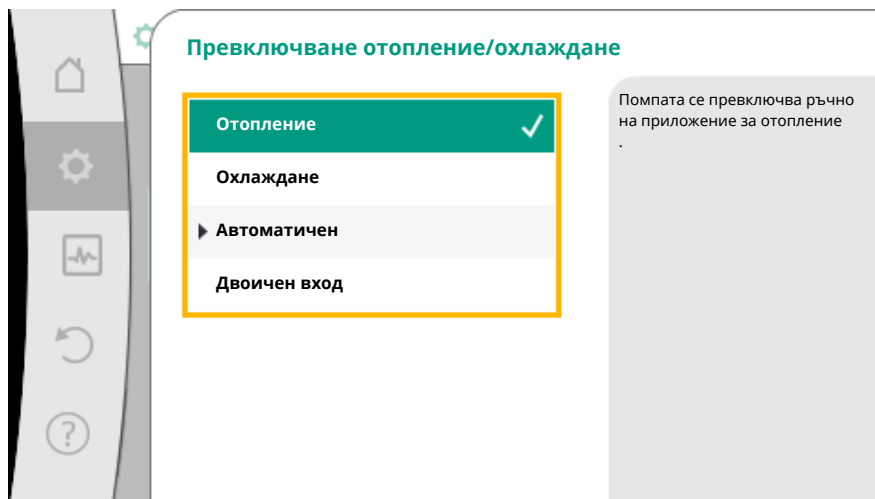 Превключване отопление/охлаждане
Отопление
Охлаждане
Автоматичен
Двоичен вход
Помпата се превключва ръчно
на приложение за отопление
.